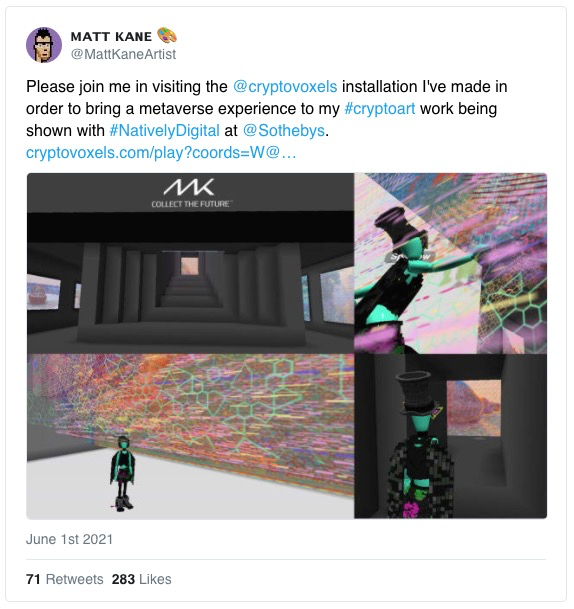 MATT KANE 🎨
@MattKaneArtist
Please join me in visiting the @cryptovoxels installation I've made in
order to bring a metaverse experience to my #cryptoart work being
shown with #NativelyDigital at @Sothebys.
cryptovoxels.com/play?coords=W@…
MK
COLLECT THE FUTURE™
June 1st 2021
71 Retweets 283 Likes